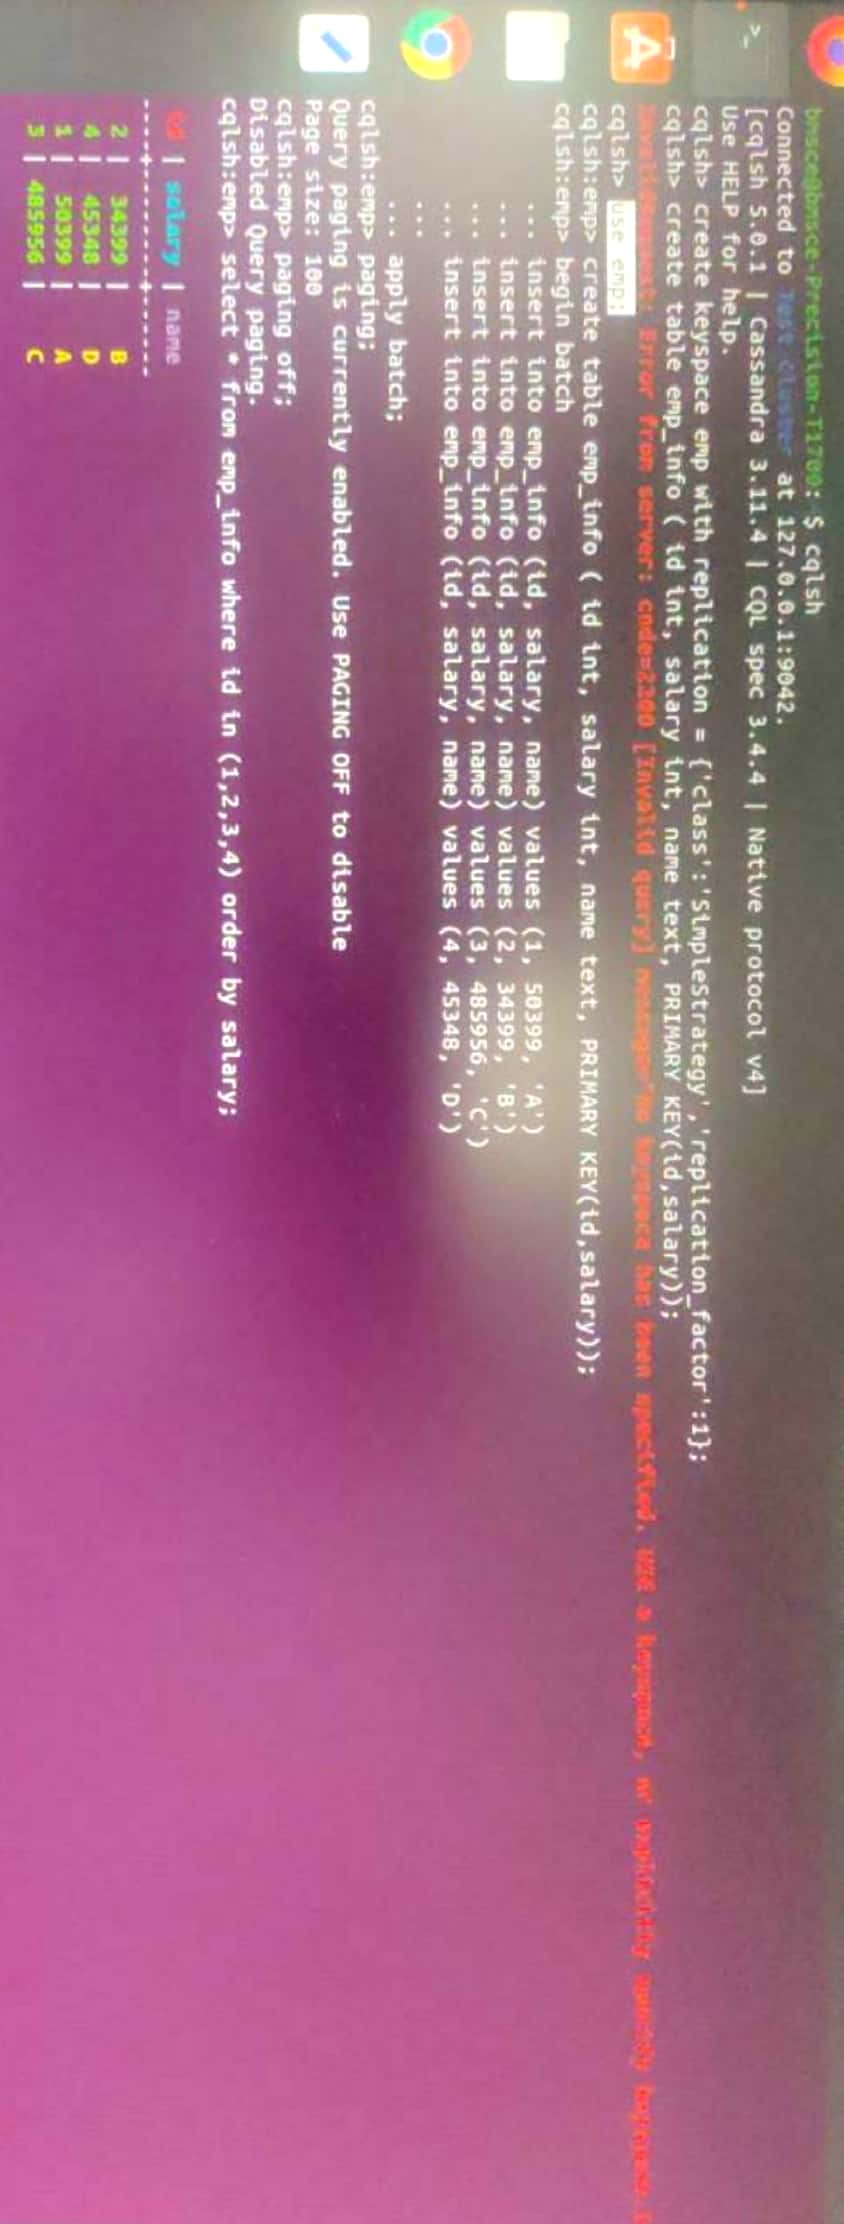 bmsce@bmsce-Precision-T1700: $ cqlsh
Connected to Test Cluster at 127.0.0.1:9042.
[cqlsh 5.0.1 | Cassandra 3.11.4 | CQL spec 3.4.4 | Native protocol v4]
Use HELP for help.
cqlsh> create keyspace emp with replication = {'class':'SimpleStrategy','replication_factor':1};
cqlsh> create table emp_info ( id int, salary int, name text, PRIMARY KEY(id,salary));
InvalidRequest: Error from server: code=2200 [Invalid query] message="No keyspace has been specified. USE a keyspace, or explicitly specify keyspace
cqlsh> use emp;
cqlsh:emp> create table emp_info ( id int, salary int, name text, PRIMARY KEY(id,salary));
cqlsh:emp> begin batch
... insert into emp_info (id, salary, name) values (1, 50399, 'A')
... insert into emp_info (id, salary, name) values (2, 34399, 'B')
... insert into emp_info (id, salary, name) values (3, 485956, 'C')
... insert into emp_info (id, salary, name) values (4, 45348, 'D')
...
... apply batch;
cqlsh:emp> paging;
Query paging is currently enabled. Use PAGING OFF to disable
Page size: 100
cqlsh:emp> paging off;
Disabled Query paging.
cqlsh:emp> select * from emp_info where id in (1,2,3,4) order by salary;
id | salary | name
----+--------+------
2 | 34399 | B
4 | 45348 | D
1 | 50399 | A
3 | 485956 | C